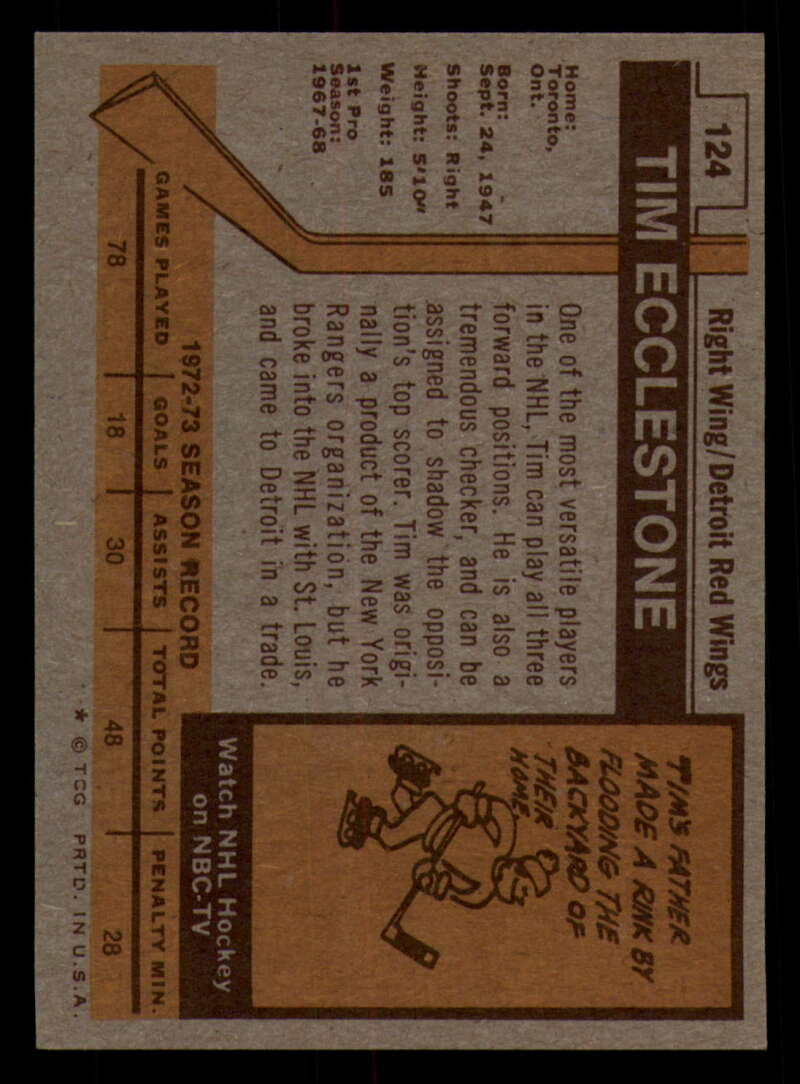 124
Right Wing/Detroit Red Wings
TIM ECCLESTONE
Home:
Toronto,
Ont.
Born:
Sept. 24, 1947
Shoots: Right
Height: 5'10"
Weight: 185
1st Pro
Season:
1967-68
One of the most versatile players
in the NHL, Tim can play all three
forward positions. He is also a
tremendous checker, and can be
assigned to shadow the opposi-
tion's top scorer. Tim was origi-
nally a product of the New York
Rangers organization, but he
broke into the NHL with St. Louis,
and came to Detroit in a trade.
TIM'S FATHER
MADE A RINK BY
FLOODING THE
BACKYARD OF
THEIR
HOME.
Watch NHL Hockey
on NBC-TV
1972-73 SEASON RECORD
GAMES PLAYED GOALS ASSISTS TOTAL POINTS PENALTY MIN.
78 18 30 48 28
* © TCG PRTD. IN U.S.A.